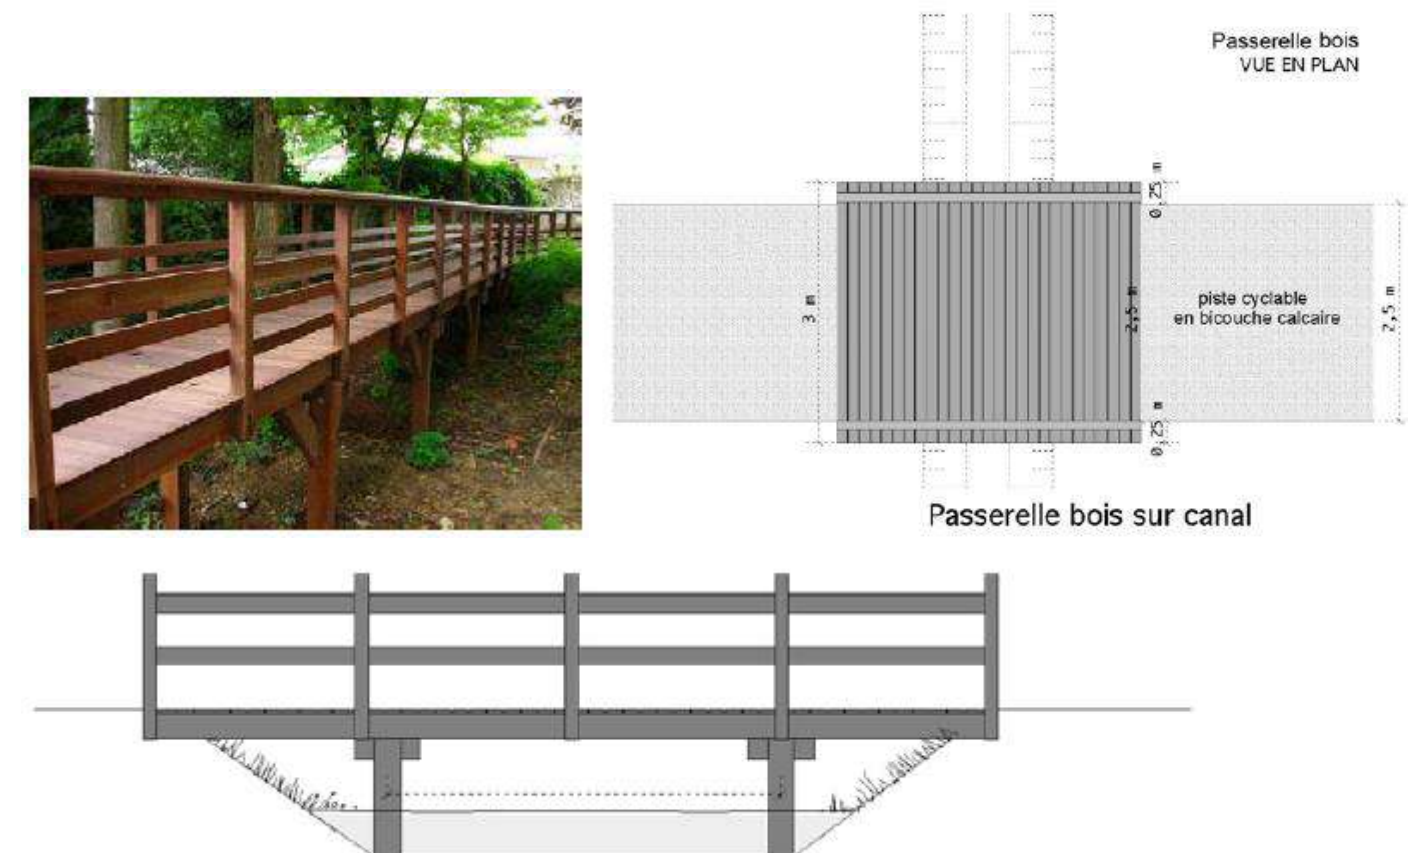 Passerelle bois
VUE EN PLAN
0,25 m
3 m
2,5 m
piste cyclable
en bicouche calcaire
2,5 m
0,25 m
Passerelle bois sur canal